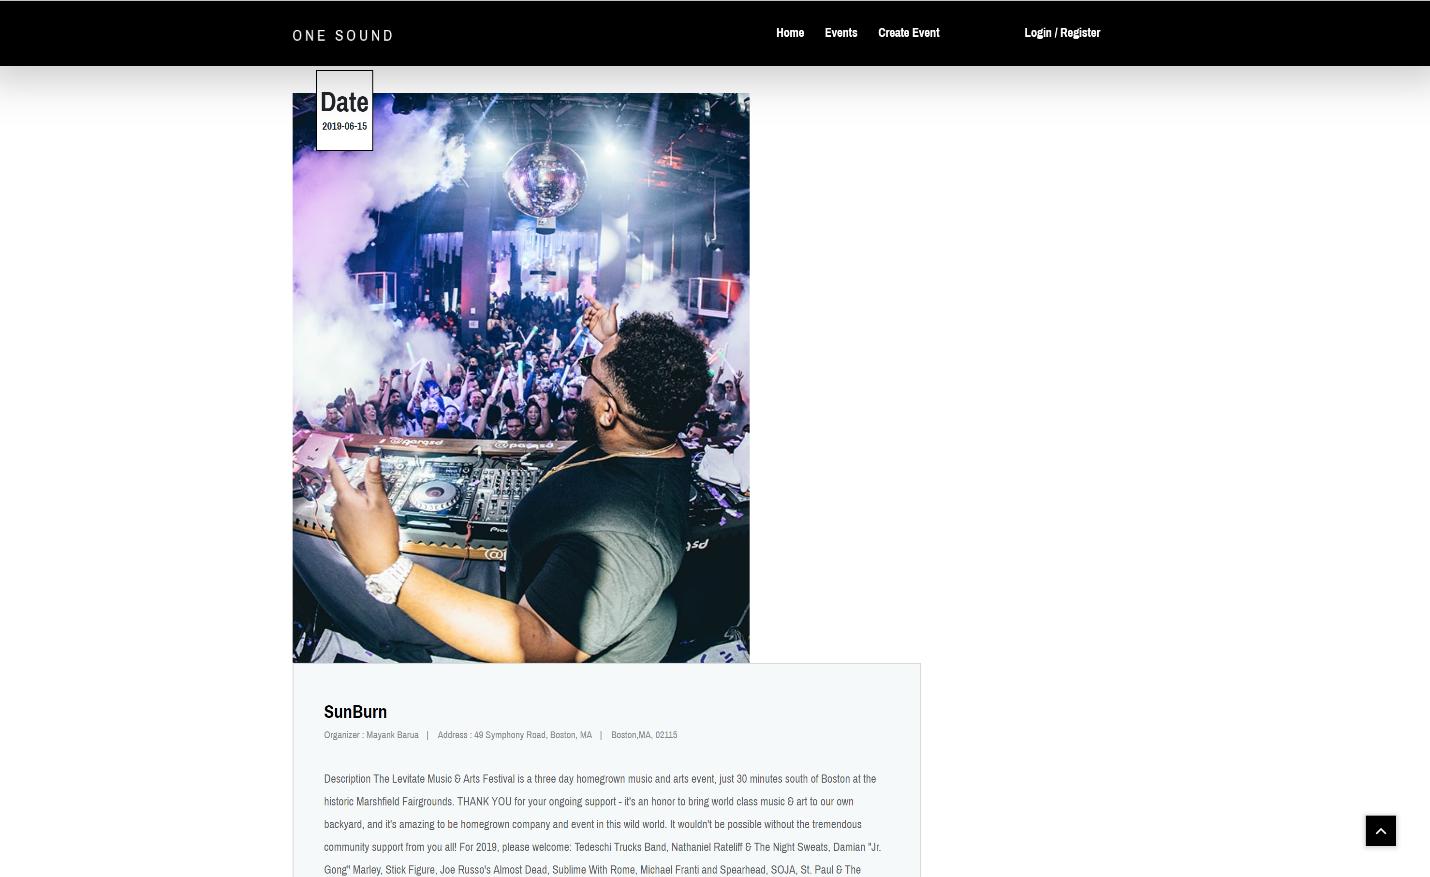 ONE SOUND
Home Events Create Event Login / Register
Date
2019-06-15
@parqsd
@parqsd
SunBurn
Organizer : Mayank Barua | Address : 49 Symphony Road, Boston, MA | Boston,MA, 02115
Description The Levitate Music & Arts Festival is a three day homegrown music and arts event, just 30 minutes south of Boston at the
historic Marshfield Fairgrounds. THANK YOU for your ongoing support - it's an honor to bring world class music & art to our own
backyard, and it's amazing to be homegrown company and event in this wild world. It wouldn't be possible without the tremendous
community support from you all! For 2019, please welcome: Tedeschi Trucks Band, Nathaniel Rateliff & The Night Sweats, Damian "Jr.
Gong" Marley, Stick Figure, Joe Russo's Almost Dead, Sublime With Rome, Michael Franti and Spearhead, SOJA, St. Paul & The